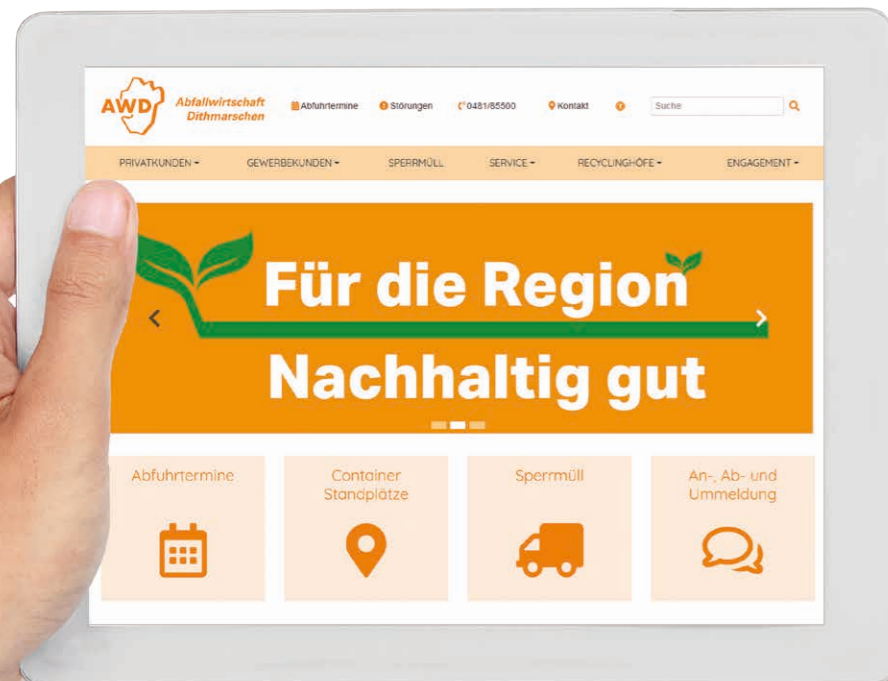 AWD
Abfallwirtschaft
Dithmarschen
Abfuhrtermine
Störungen
0481/85500
Kontakt
Suche
PRIVATKUNDEN
GEWERBEKUNDEN
SPERRMÜLL
SERVICE
RECYCLINGHÖFE
ENGAGEMENT
Für die Region
Nachhaltig gut
Abfuhrtermine
Container
Standplätze
Sperrmüll
An-, Ab- und
Ummeldung